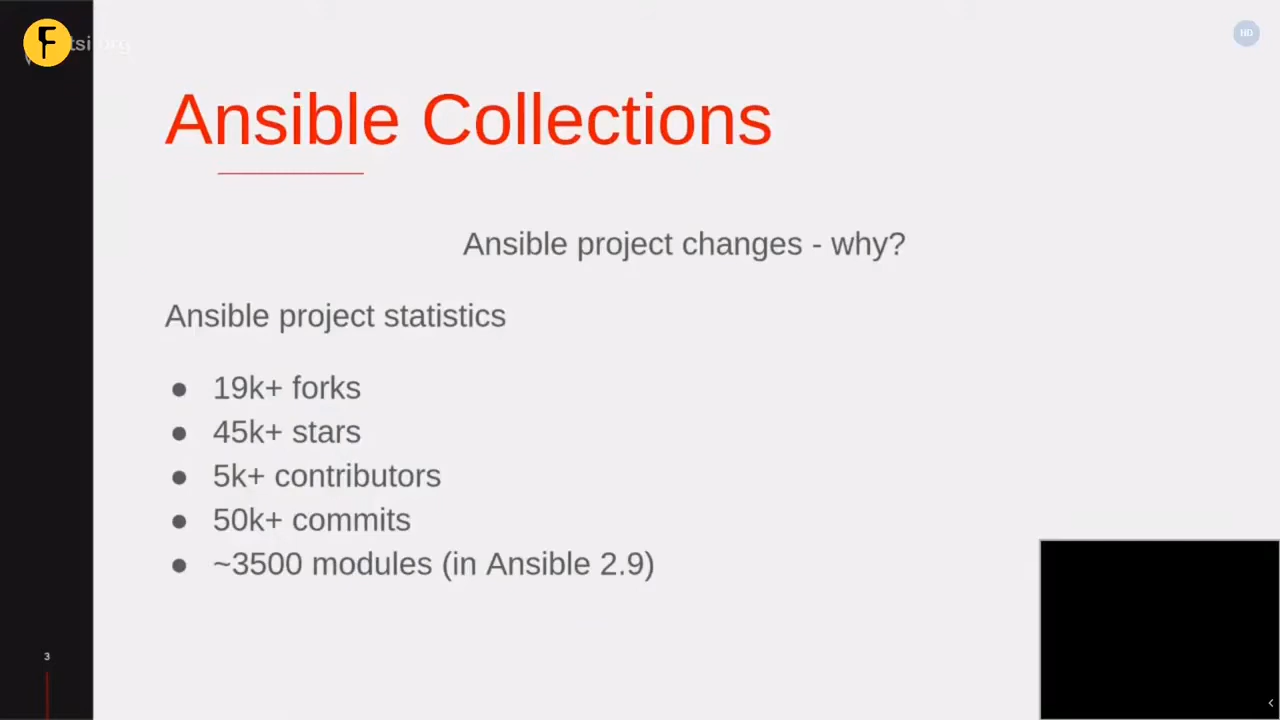 HD
Ansible Collections
Ansible project changes - why?
Ansible project statistics
● 19k+ forks
● 45k+ stars
● 5k+ contributors
● 50k+ commits
● ~3500 modules (in Ansible 2.9)
3